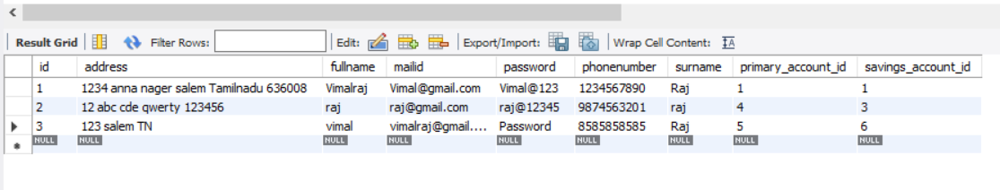 Result Grid Filter Rows: Edit: Export/Import: Wrap Cell Content: IA
id address fullname mailid password phonenumber surname primary_account_id savings_account_id
1 1234 anna nager salem Tamilnadu 636008 Vimalraj Vimal@gmail.com Vimal@123 1234567890 Raj 1 1
2 12 abc cde qwerty 123456 raj raj@gmail.com raj@12345 9874563201 raj 4 3
3 123 salem TN vimal vimalraj@gmail.... Password 8585858585 Raj 5 6
NULL NULL NULL NULL NULL NULL NULL NULL NULL